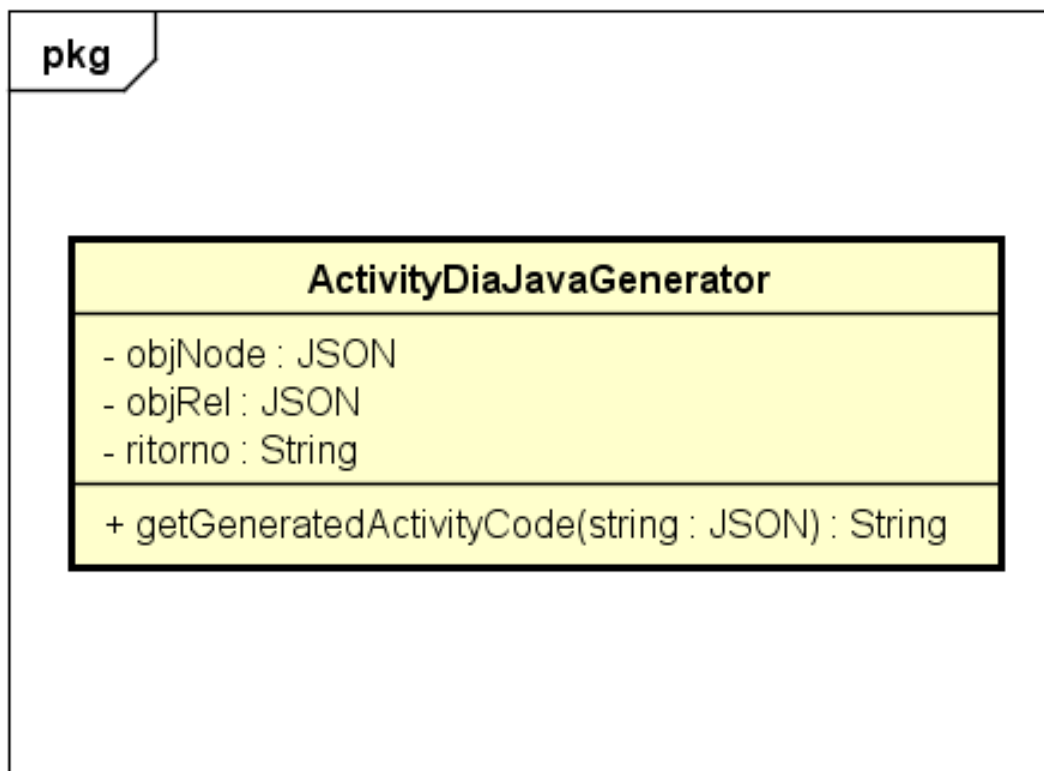 pkg
ActivityDiaJavaGenerator
- objNode : JSON
- objRel : JSON
- ritorno : String
+ getGeneratedActivityCode(string : JSON) : String